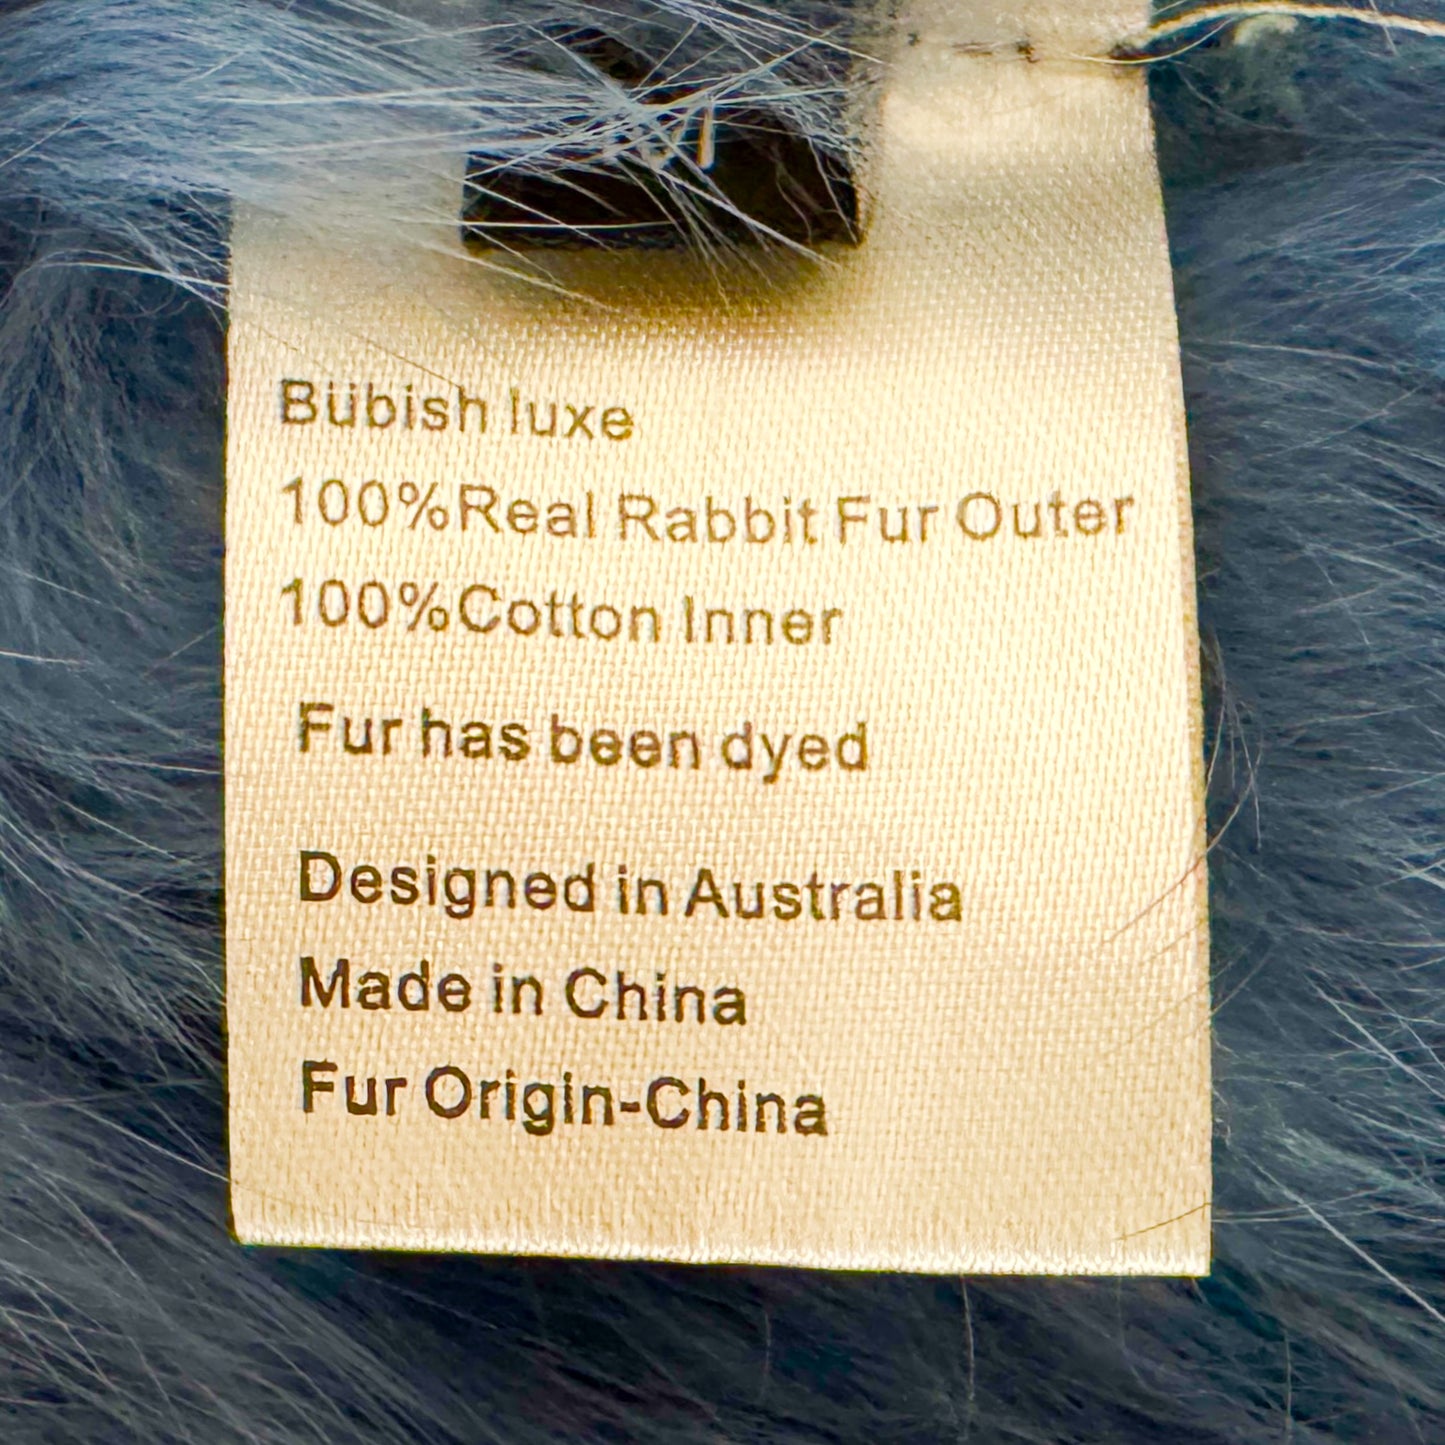 Bübish luxe
100%Real Rabbit Fur Outer
100%Cotton Inner
Fur has been dyed
Designed in Australia
Made in China
Fur Origin-China